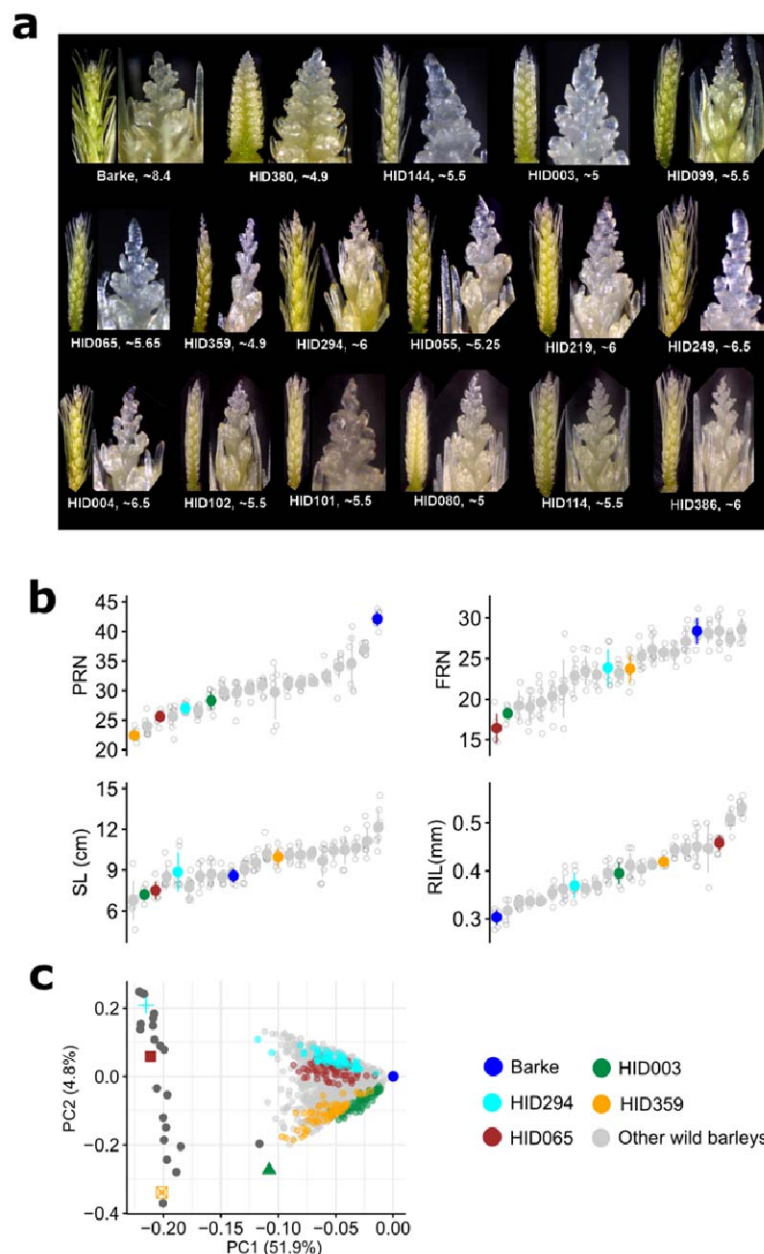 a
Barke, ~8.4 HID380, ~4.9 HID144, ~5.5 HID003, ~5 HID099, ~5.5
HID065, ~5.65 HID359, ~4.9 HID294, ~6 HID055, ~5.25 HID219, ~6 HID249, ~6.5
HID004, ~6.5 HID102, ~5.5 HID101, ~5.5 HID080, ~5 HID114, ~5.5 HID386, ~6
b
PRN
45
40
35
30
25
20
FRN
30
25
20
15
SL (cm)
15
12
9
6
RIL(mm)
0.5
0.4
0.3
c
PC2 (4.8%)
0.2
0.0
−0.2
−0.4
−0.20 −0.15 −0.10 −0.05 0.00
PC1 (51.9%)
Barke HID003
HID294 HID359
HID065 Other wild barleys